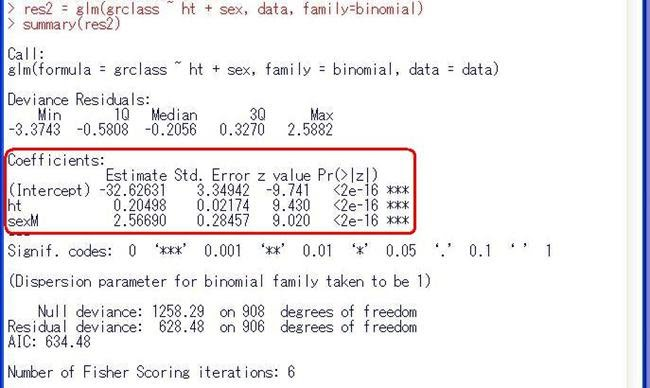 > res2 = glm(grclass ~ ht + sex, data, family=binomial)
> summary(res2)
Call:
glm(formula = grclass ~ ht + sex, family = binomial, data = data)
Deviance Residuals:
Min 1Q Median 3Q Max
-3.3743 -0.5808 -0.2056 0.3270 2.5882
Coefficients:
Estimate Std. Error z value Pr(>|z|)
(Intercept) -32.62631 3.34942 -9.741 <2e-16 ***
ht 0.20498 0.02174 9.430 <2e-16 ***
sexM 2.56690 0.28457 9.020 <2e-16 ***
---
Signif. codes: 0 ‘***’ 0.001 ‘**’ 0.01 ‘*’ 0.05 ‘.’ 0.1 ‘ ’ 1
(Dispersion parameter for binomial family taken to be 1)
Null deviance: 1258.29 on 908 degrees of freedom
Residual deviance: 628.48 on 906 degrees of freedom
AIC: 634.48
Number of Fisher Scoring iterations: 6